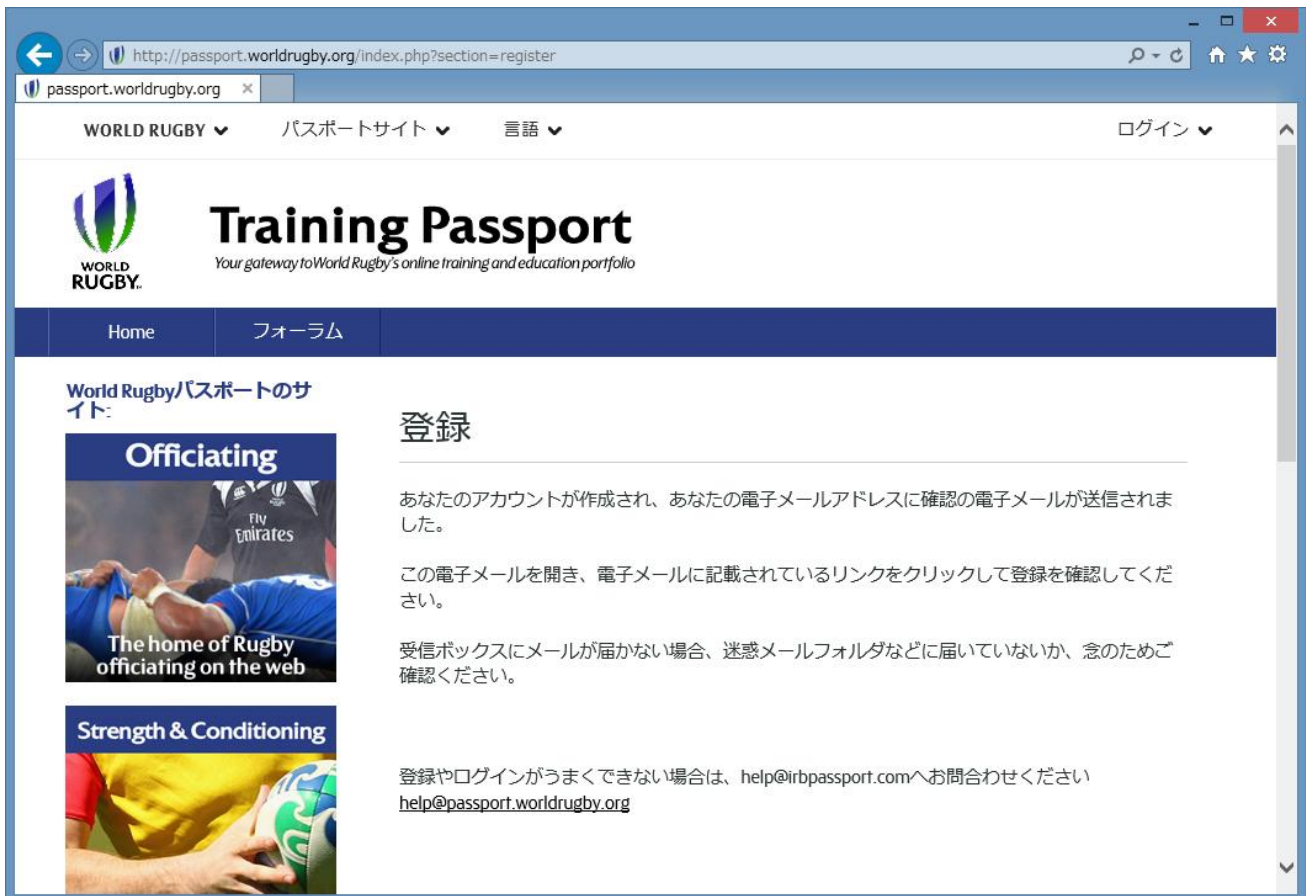 http://passport.worldrugby.org/index.php?section=register
passport.worldrugby.org
WORLD RUGBY パスポートサイト 言語 ログイン
WORLD
RUGBY.
Training Passport
Your gateway to World Rugby's online training and education portfolio
Home フォーラム
World Rugbyパスポートのサ
イト:
Officiating
Fly
Emirates
The home of Rugby
officiating on the web
Strength & Conditioning
登録
あなたのアカウントが作成され、あなたの電子メールアドレスに確認の電子メールが送信されま
した。
この電子メールを開き、電子メールに記載されているリンクをクリックして登録を確認してくだ
さい。
受信ボックスにメールが届かない場合、迷惑メールフォルダなどに届いていないか、念のためご
確認ください。
登録やログインがうまくできない場合は、help@irbpassport.comへお問合わせください
help@passport.worldrugby.org